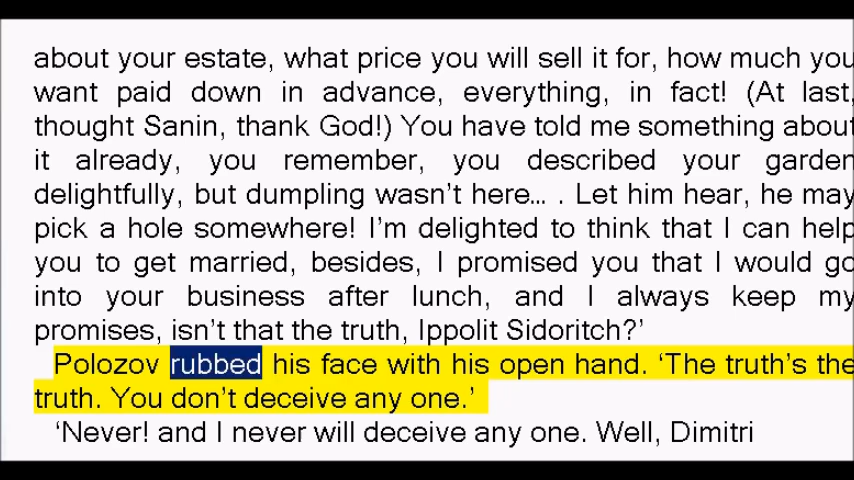 about your estate, what price you will sell it for, how much you
want paid down in advance, everything, in fact! (At last,
thought Sanin, thank God!) You have told me something about
it already, you remember, you described your garden
delightfully, but dumpling wasn’t here... . Let him hear, he may
pick a hole somewhere! I’m delighted to think that I can help
you to get married, besides, I promised you that I would go
into your business after lunch, and I always keep my
promises, isn’t that the truth, Ippolit Sidoritch?’
Polozov rubbed his face with his open hand. ‘The truth’s the
truth. You don’t deceive any one.’
‘Never! and I never will deceive any one. Well, Dimitri